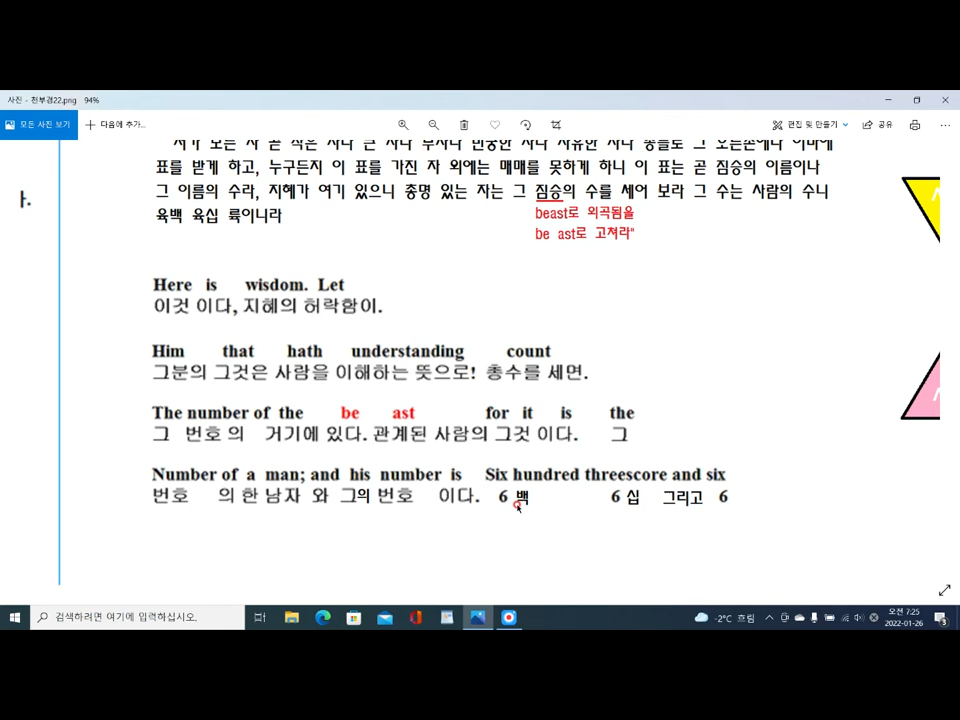 사진 - 천부경22.png 94%
모든 사진 보기 다음에 추가... 편집 및 만들기 공유
표를 받게 하고, 누구든지 이 표를 가진 자 외에는 매매를 못하게 하니 이 표는 곧 짐승의 이름이나
그 이름의 수라, 지혜가 여기 있으니 총명 있는 자는 그 짐승의 수를 세어 보라 그 수는 사람의 수니
육백 육십 륙이니라
beast로 외곡됨을
be ast로 고쳐라"
Here is wisdom. Let
이것 이다, 지혜의 허락함이.
Him that hath understanding count
그분의 그것은 사람을 이해하는 뜻으로! 총수를 세면.
The number of the be ast for it is the
그 번호 의 거기에 있다. 관계된 사람의 그것 이다. 그
Number of a man; and his number is Six hundred threescore and six
번호 의 한 남자 와 그의 번호 이다. 6 백 6 십 그리고 6
검색하려면 여기에 입력하십시오.
-2°C 흐림
오전 7:25
2022-01-26